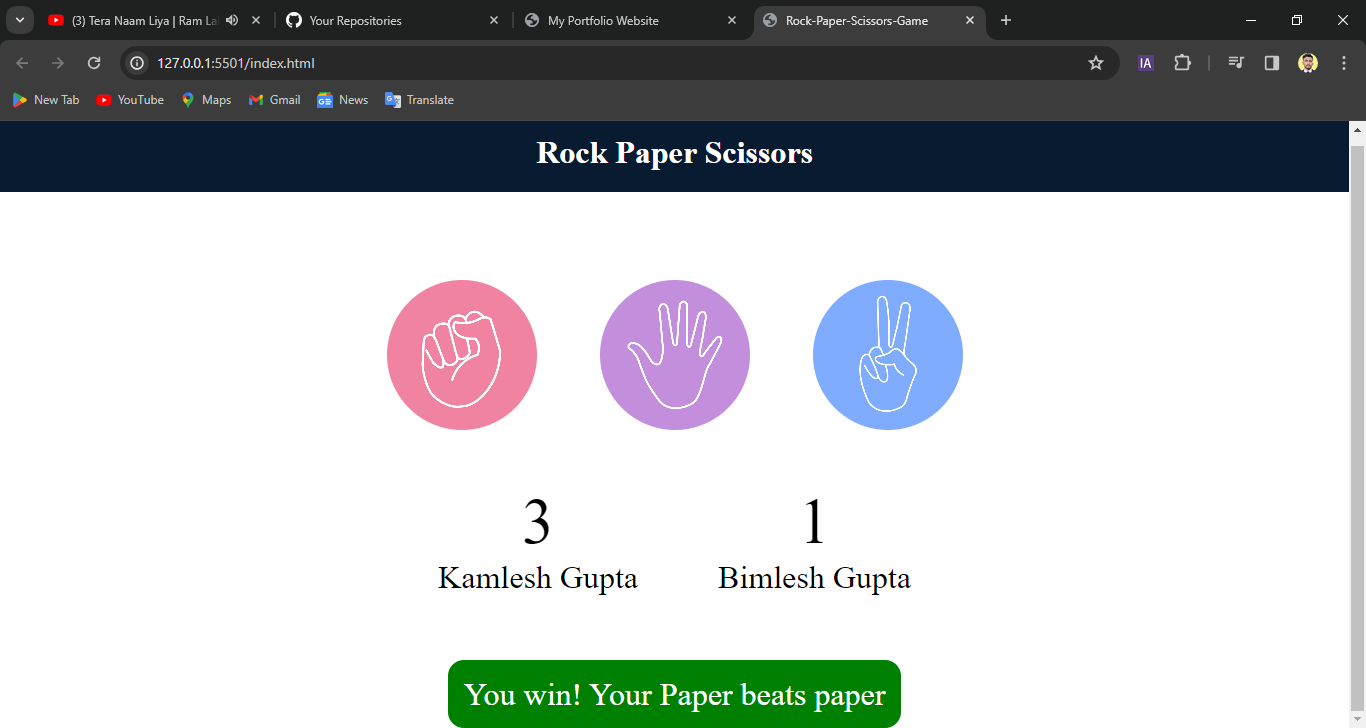 (3) Tera Naam Liya | Ram La
Your Repositories
My Portfolio Website
Rock-Paper-Scissors-Game
127.0.0.1:5501/index.html
IA
New Tab
YouTube
Maps
Gmail
News
Translate
Rock Paper Scissors
3
1
Kamlesh Gupta
Bimlesh Gupta
You win! Your Paper beats paper